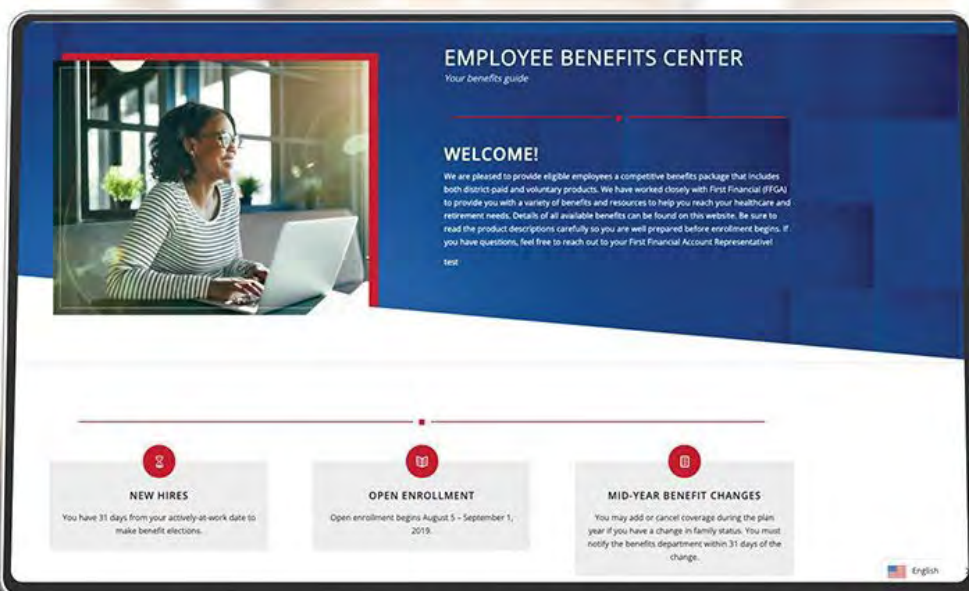 EMPLOYEE BENEFITS CENTER
Your benefits guide
WELCOME!
We are pleased to provide eligible employees a competitive benefits package that includes
both district-paid and voluntary products. We have worked closely with First Financial (FFGA)
to provide you with a variety of benefits and resources to help you reach your healthcare and
retirement needs. Details of all available benefits can be found on this website. Be sure to
read the product descriptions carefully so you are well prepared before enrollment begins. If
you have questions, feel free to reach out to your First Financial Account Representative!
test
NEW HIRES
You have 31 days from your actively-at-work date to
make benefit elections.
OPEN ENROLLMENT
Open enrollment begins August 5 – September 1,
2019.
MID-YEAR BENEFIT CHANGES
You may add or cancel coverage during the plan
year if you have a change in family status. You must
notify the benefits department within 31 days of the
change.
English